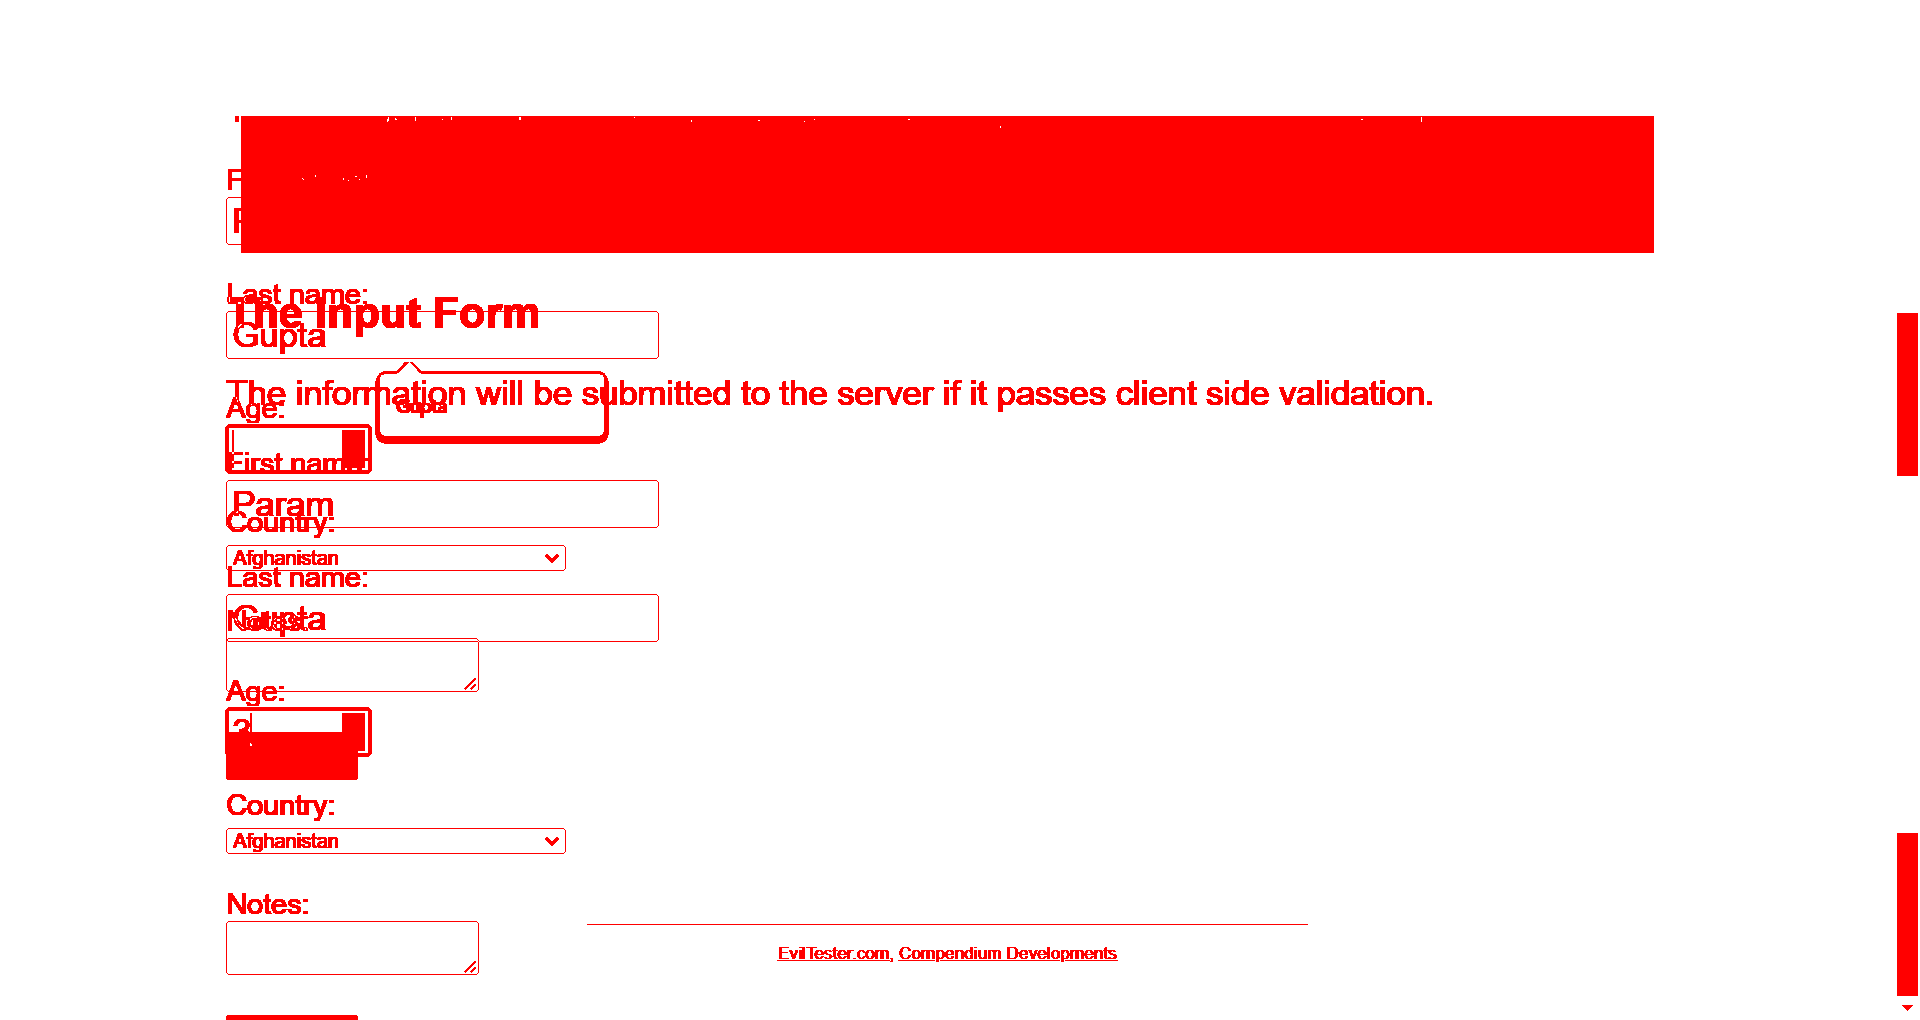 Last name:
The Input Form
Gupta
The information will be submitted to the server if it passes client side validation.
Gupta
Age:
First name:
Param
Country:
Afghanistan
Last name:
Gupta
Notes:
Age:
3
Country:
Afghanistan
Notes:
EvilTester.com, Compendium Developments